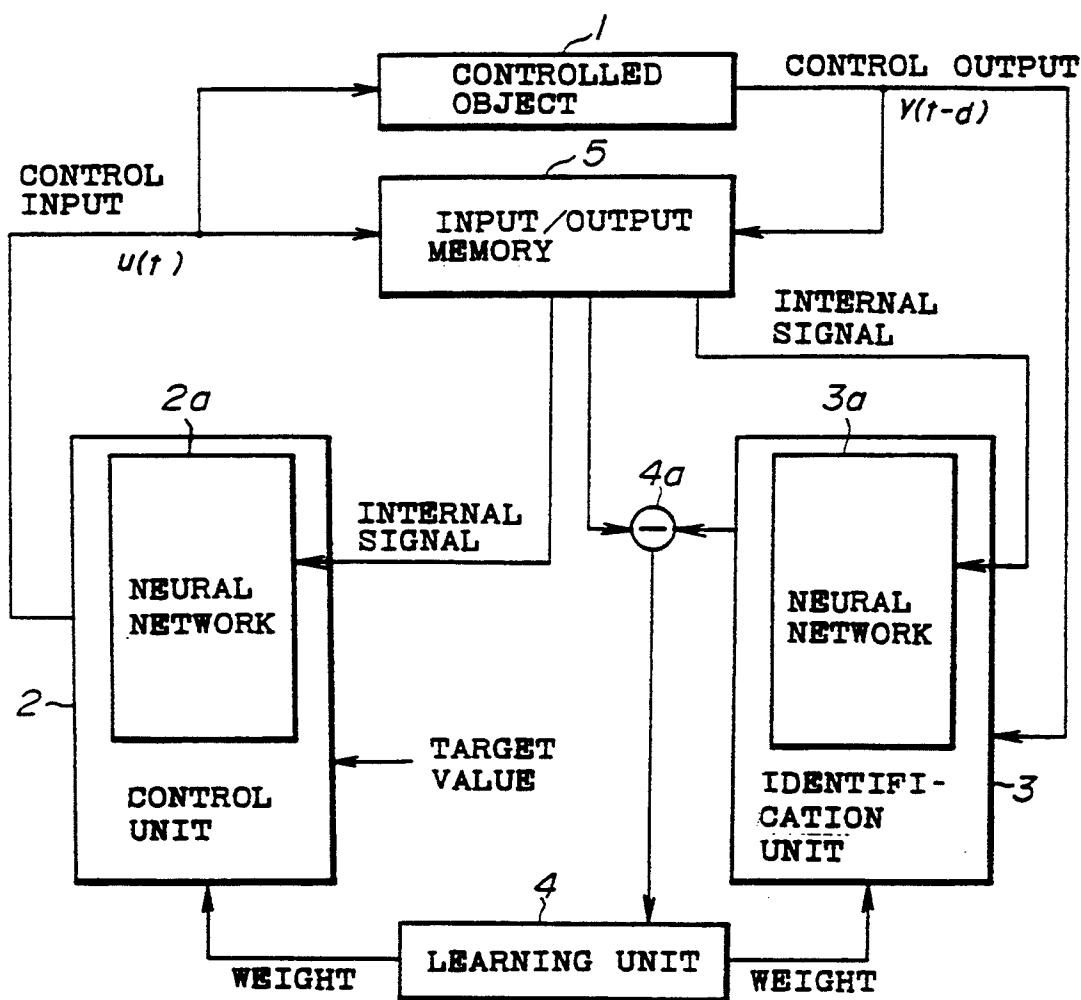 1
CONTROLLED
OBJECT
CONTROL OUTPUT
Y(t-d)
5
CONTROL
INPUT
INPUT/OUTPUT
MEMORY
u(t)
INTERNAL
SIGNAL
2a
3a
4a
INTERNAL
SIGNAL
NEURAL
NETWORK
NEURAL
NETWORK
2
TARGET
VALUE
CONTROL
UNIT
IDENTIFI-
CATION
UNIT
3
4
LEARNING UNIT
WEIGHT
WEIGHT